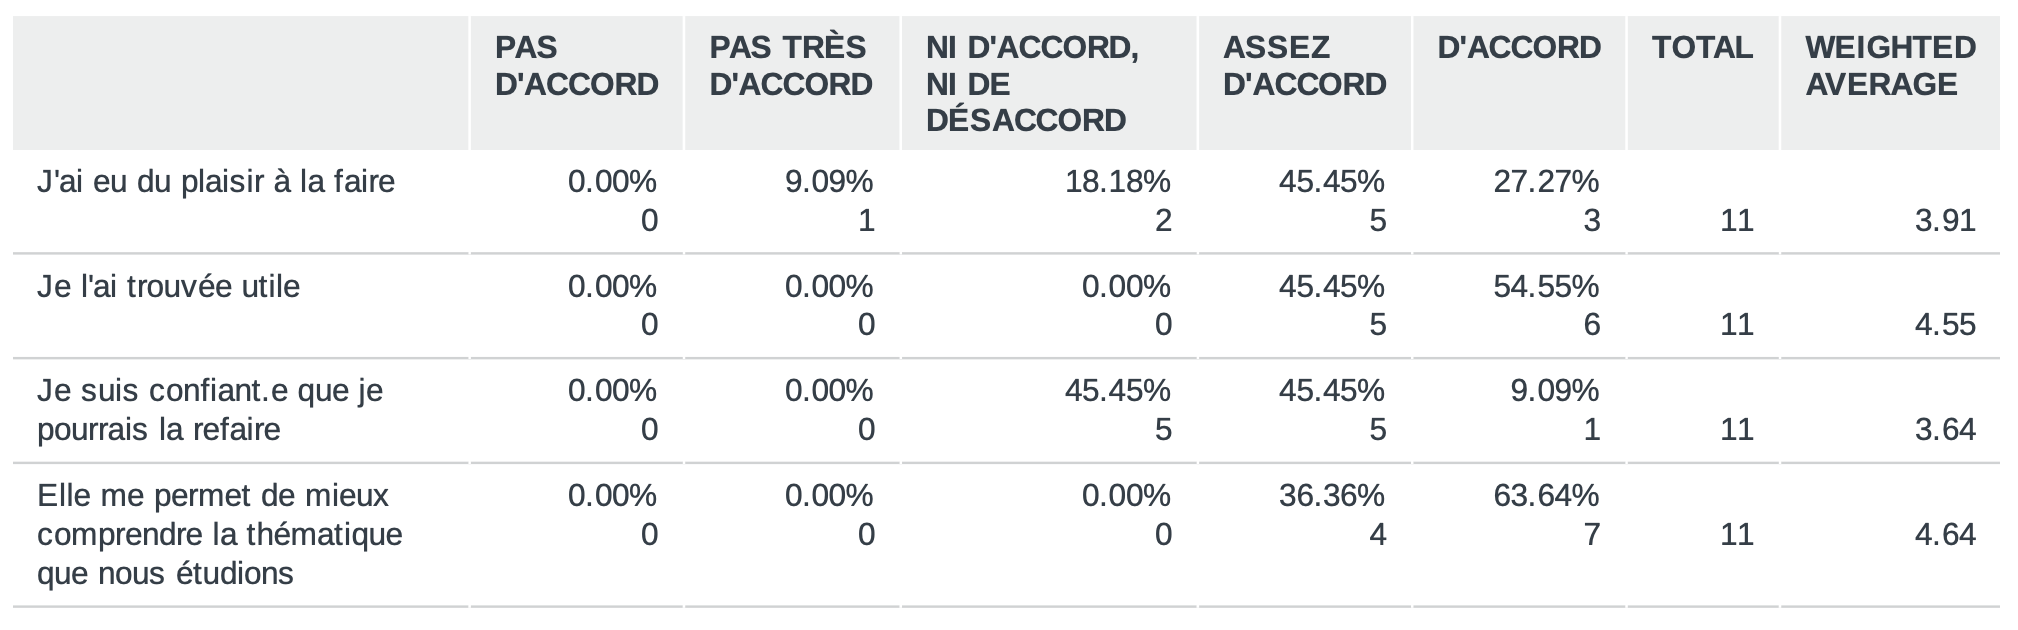 PAS D'ACCORD	PAS TRÈS D'ACCORD	NI D'ACCORD, NI DE DÉSACCORD	ASSEZ D'ACCORD	D'ACCORD	TOTAL	WEIGHTED AVERAGE
J'ai eu du plaisir à la faire	0.00%	9.09%	18.18%	45.45%	27.27%
0	1	2	5	3	11	3.91
Je l'ai trouvée utile	0.00%	0.00%	0.00%	45.45%	54.55%
0	0	0	5	6	11	4.55
Je suis confiant.e que je	0.00%	0.00%	45.45%	45.45%	9.09%
pourrais la refaire	0	0	5	5	1	11	3.64
Elle me permet de mieux	0.00%	0.00%	0.00%	36.36%	63.64%
comprendre la thématique	0	0	0	4	7	11	4.64
que nous étudions